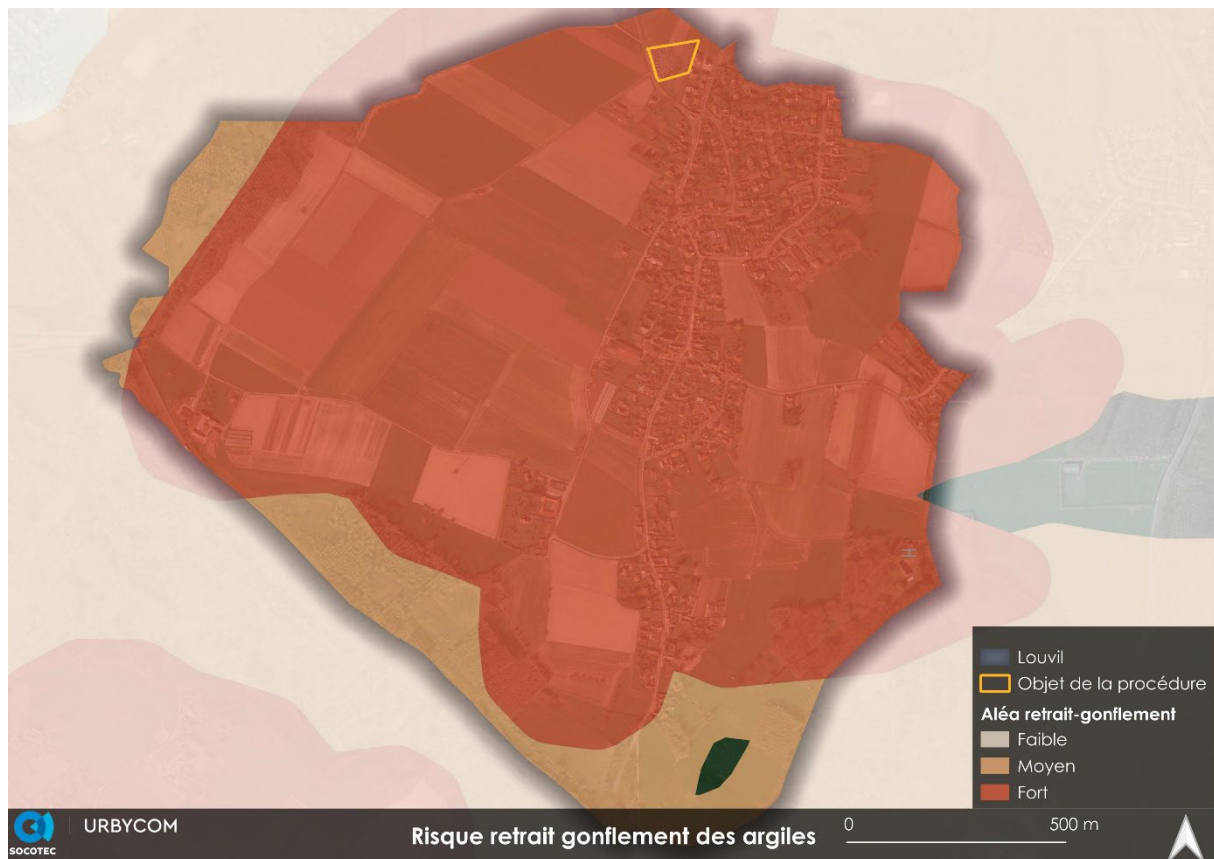 Louvil
Objet de la procédure
Aléa retrait-gonflement
Faible
Moyen
Fort
SOCOTEC
URBYCOM
Risque retrait gonflement des argiles
0
500 m